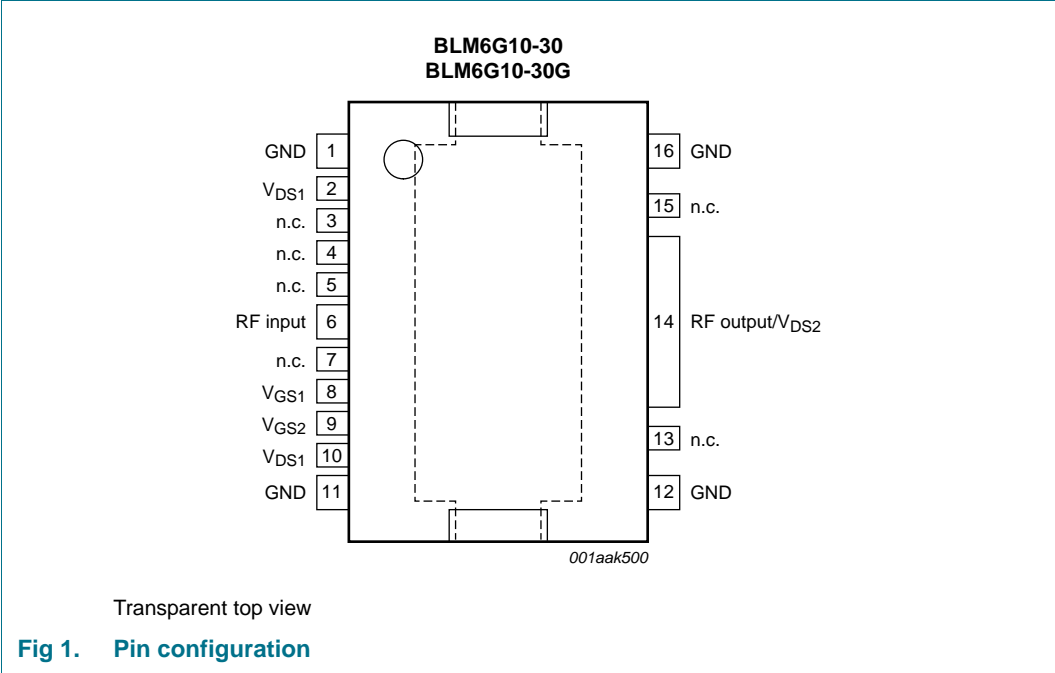 BLM6G10-30
BLM6G10-30G
GND 1
VDS1 2
n.c. 3
n.c. 4
n.c. 5
RF input 6
n.c. 7
VGS1 8
VGS2 9
VDS1 10
GND 11
16 GND
15 n.c.
14 RF output/VDS2
13 n.c.
12 GND
001aak500
Transparent top view
Fig 1. Pin configuration